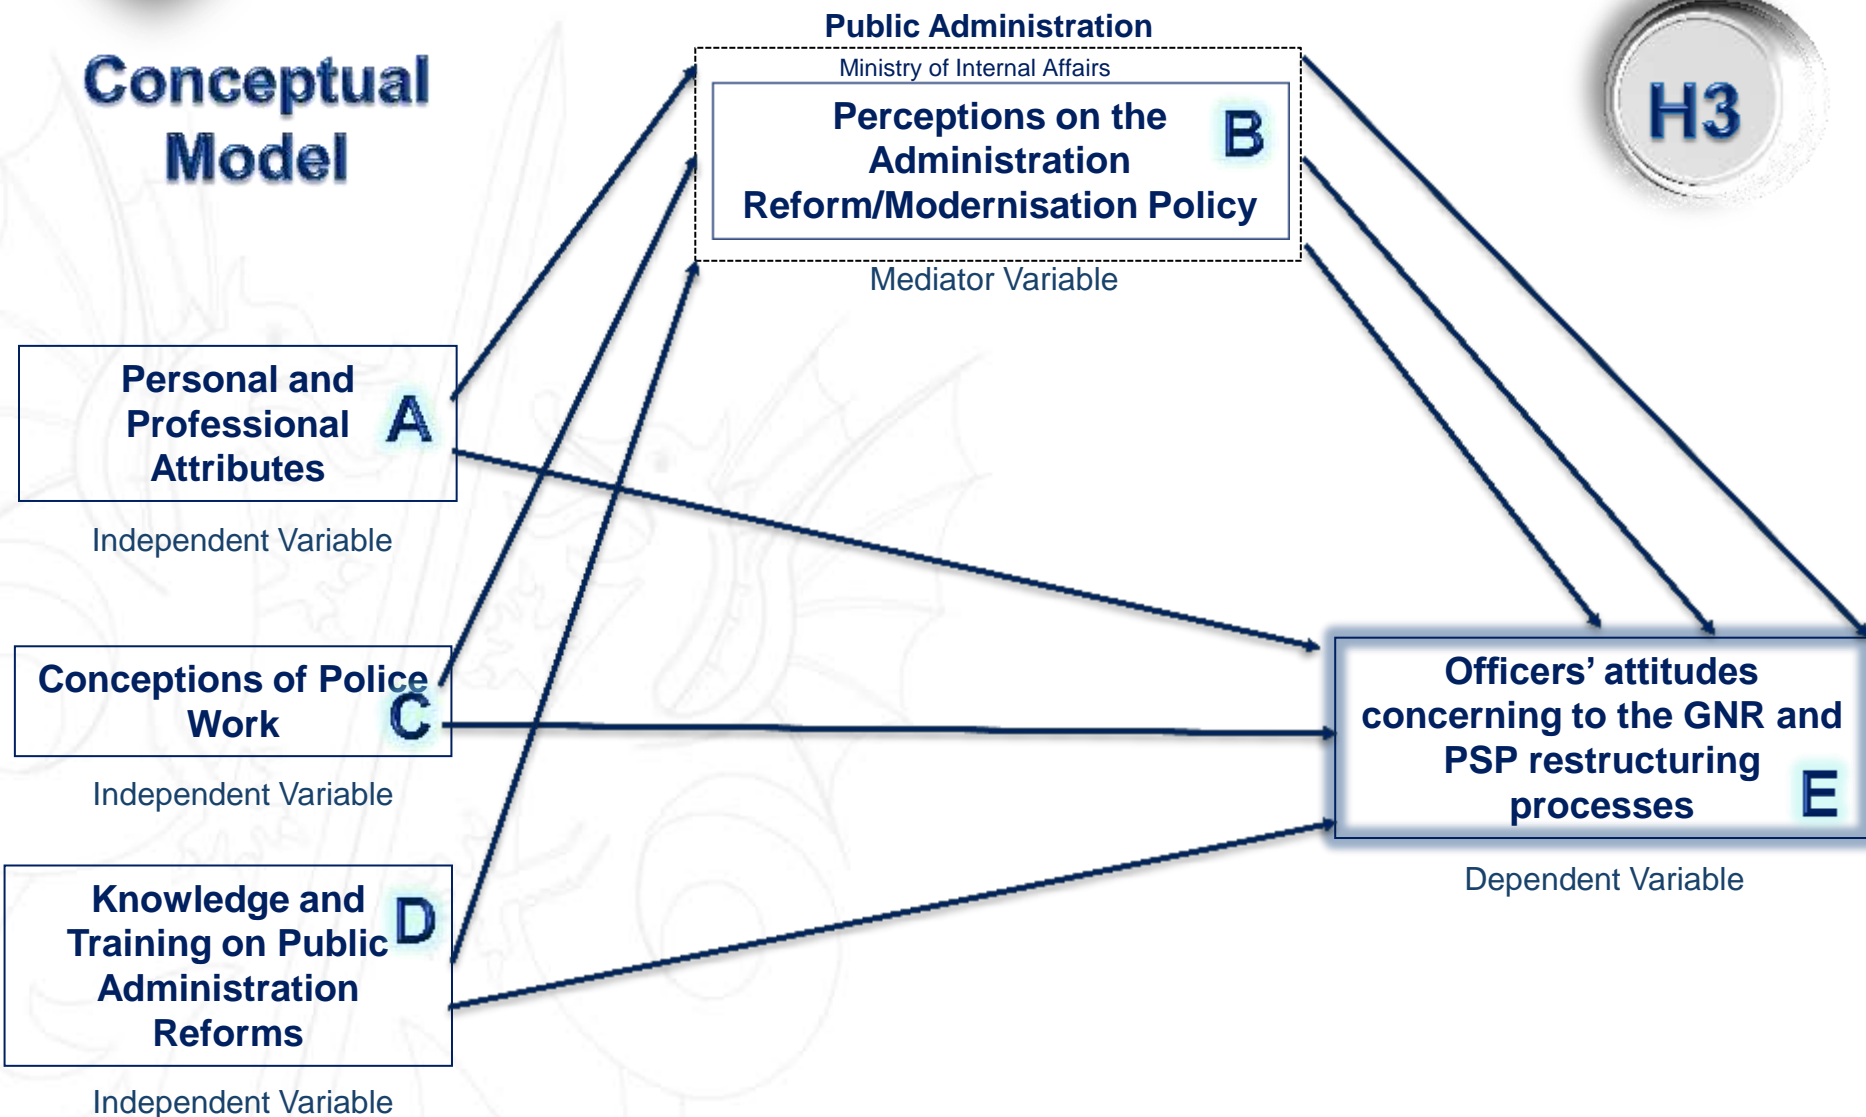 Conceptual
Model
Public Administration
Ministry of Internal Affairs
Perceptions on the
Administration
Reform/Modernisation Policy
B
Mediator Variable
H3
Personal and
Professional
Attributes
A
Independent Variable
Conceptions of Police
Work
C
Independent Variable
Knowledge and
Training on Public
Administration
Reforms
D
Independent Variable
Officers’ attitudes
concerning to the GNR and
PSP restructuring
processes
E
Dependent Variable